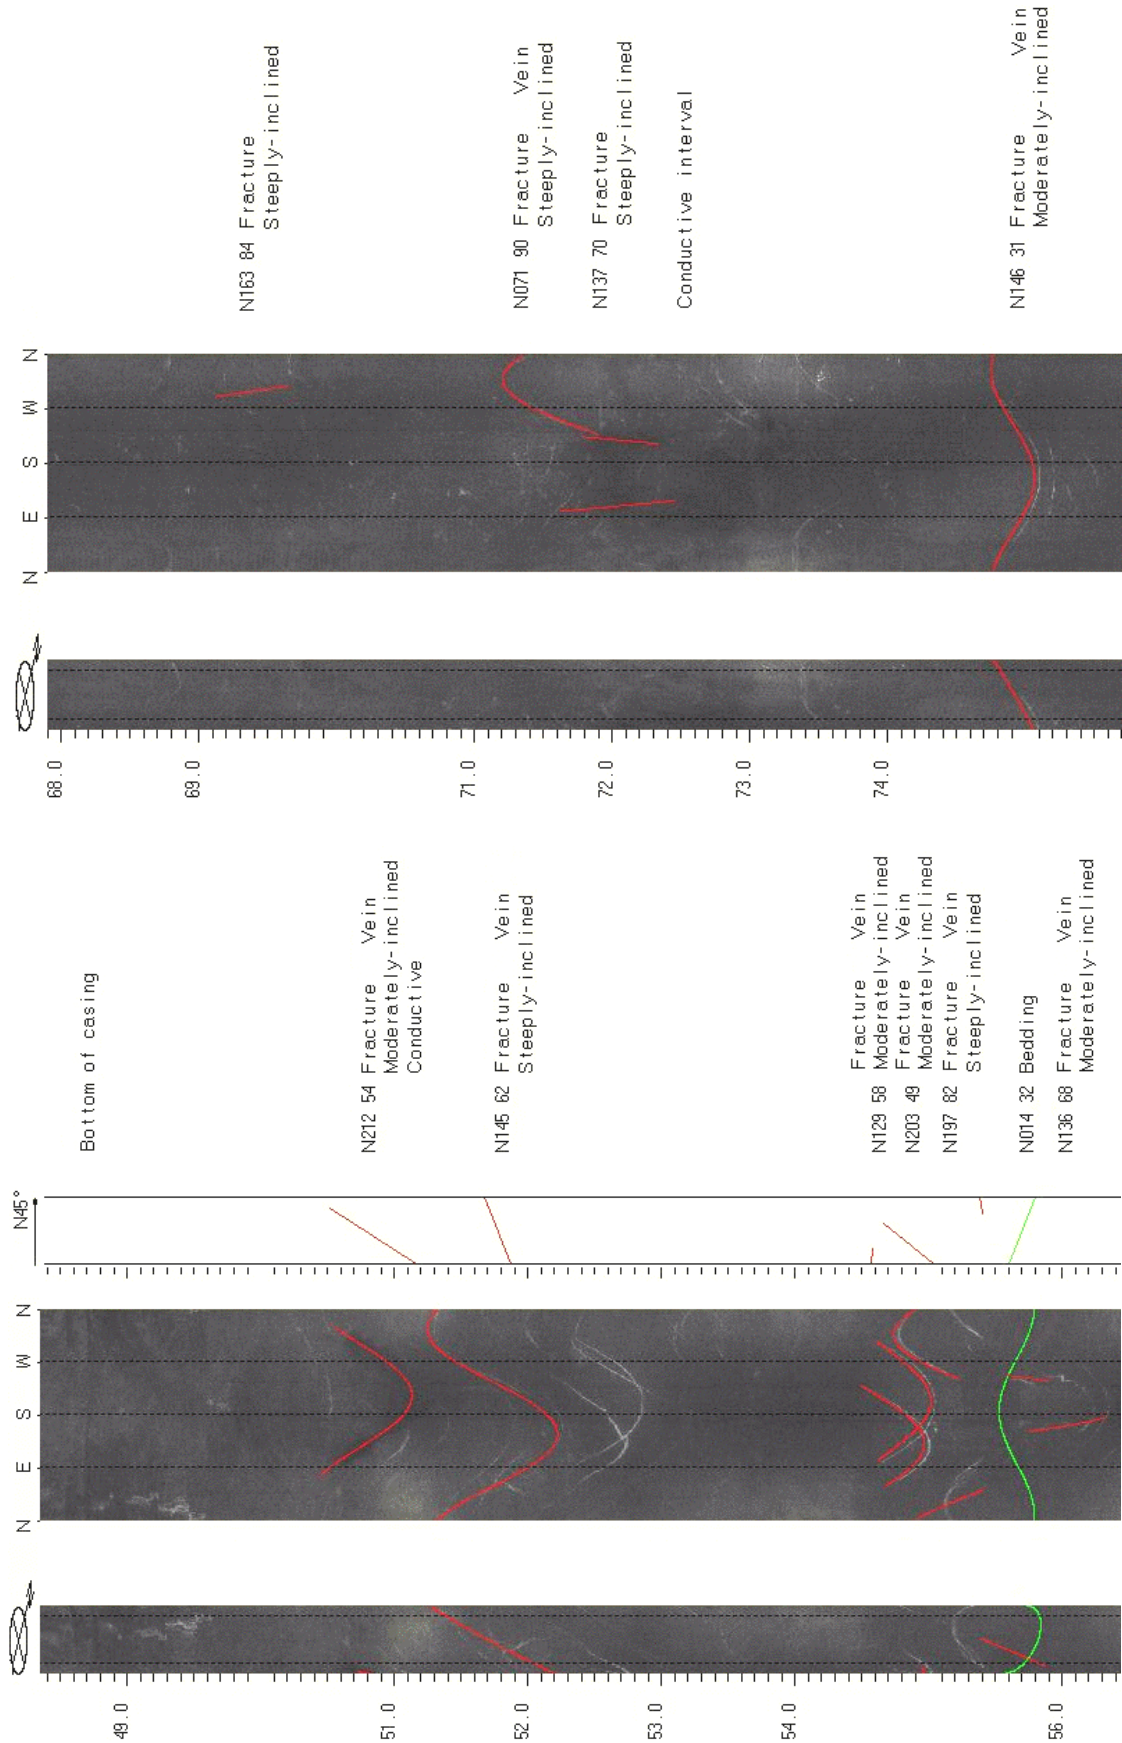 N E S W N
68.0
69.0
71.0
72.0
73.0
74.0
N163 84 Fracture
Steeply-inclined
N071 90 Fracture Vein
Steeply-inclined
N137 70 Fracture
Steeply-inclined
Conductive interval
N146 31 Fracture Vein
Moderately-inclined
N E S W N
N45°
49.0
51.0
52.0
53.0
54.0
56.0
Bottom of casing
N212 54 Fracture Vein
Moderately-inclined
Conductive
N145 62 Fracture Vein
Steeply-inclined
Fracture Vein
N129 58 Moderately-inclined
Fracture Vein
N203 49 Moderately-inclined
N197 82 Fracture Vein
Steeply-inclined
N014 32 Bedding
N136 68 Fracture Vein
Moderately-inclined